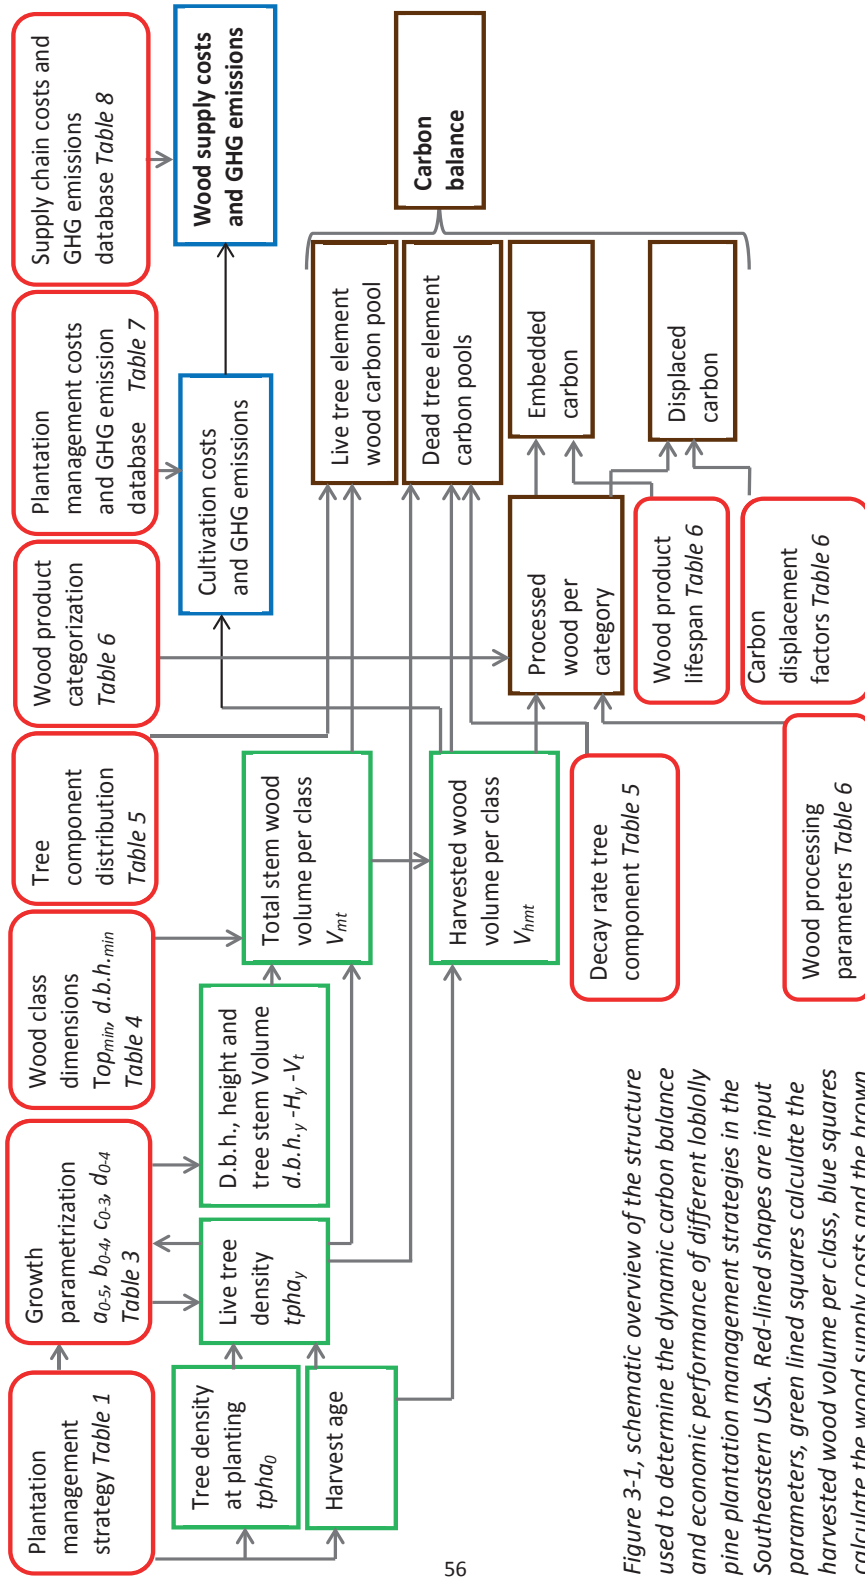 Plantation
management
strategy Table 1
Growth
parametrization
a0-5, b0-4, c0-3, d0-4
Table 3
Wood class
dimensions
Topmin, d.b.h.min
Table 4
Tree
component
distribution
Table 5
Wood product
categorization
Table 6
Plantation
management costs
and GHG emission
database Table 7
Supply chain costs and
GHG emissions
database Table 8
Tree density
at planting
tpha0
Harvest age
Live tree
density
tphay
D.b.h., height and
tree stem Volume
d.b.h.y -Hy -Vt
Total stem wood
volume per class
Vmt
Harvested wood
volume per class
Vhmt
Cultivation costs
and GHG emissions
Wood supply costs
and GHG emissions
Live tree element
wood carbon pool
Dead tree element
carbon pools
Embedded
carbon
Displaced
carbon
Carbon
balance
Processed
wood per
category
Decay rate tree
component Table 5
Wood processing
parameters Table 6
Wood product
lifespan Table 6
Carbon
displacement
factors Table 6
Figure 3-1, schematic overview of the structure
used to determine the dynamic carbon balance
and economic performance of different loblolly
pine plantation management strategies in the
Southeastern USA. Red-lined shapes are input
parameters, green lined squares calculate the
harvested wood volume per class, blue squares
calculate the wood supply costs and the brown
56